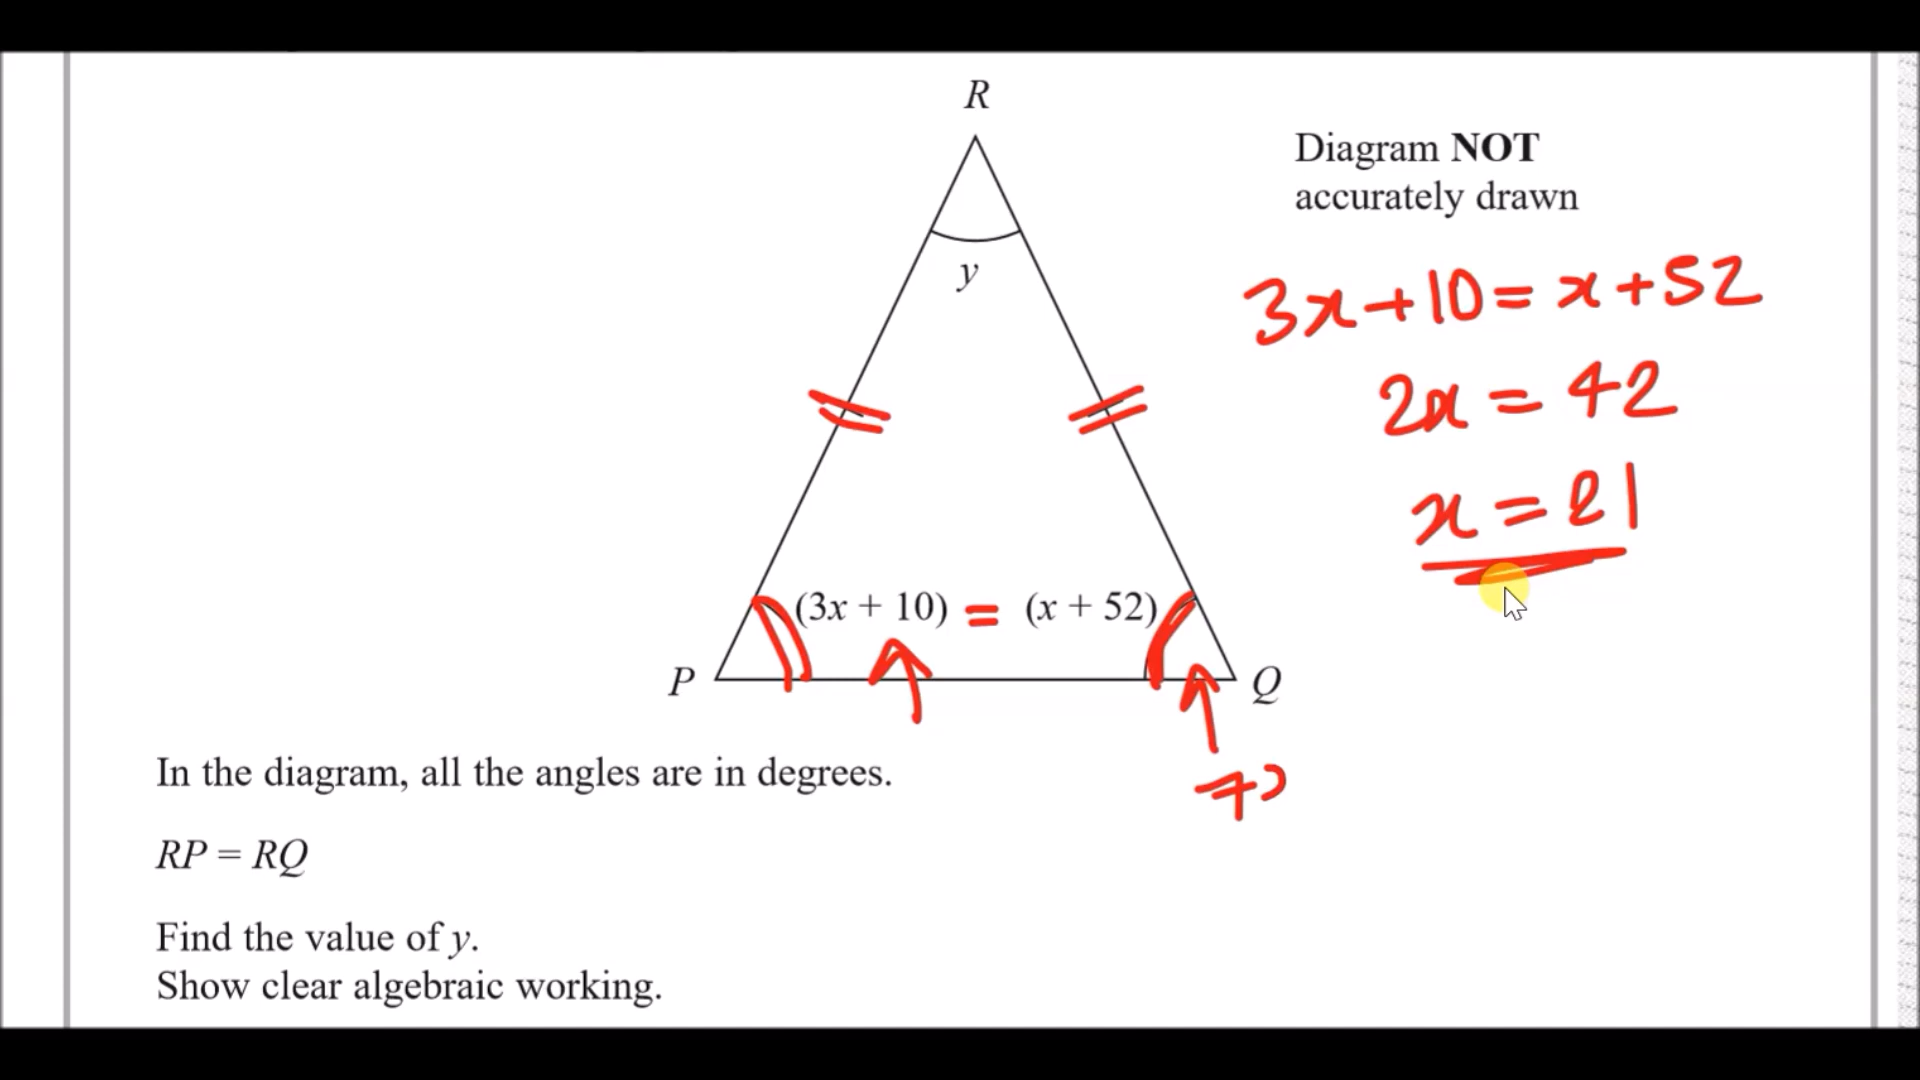 R
Diagram NOT
accurately drawn
y
3x+10=x+52
2x=42
x=21
(3x + 10) = (x + 52)
P
Q
73
In the diagram, all the angles are in degrees.
RP = RQ
Find the value of y.
Show clear algebraic working.